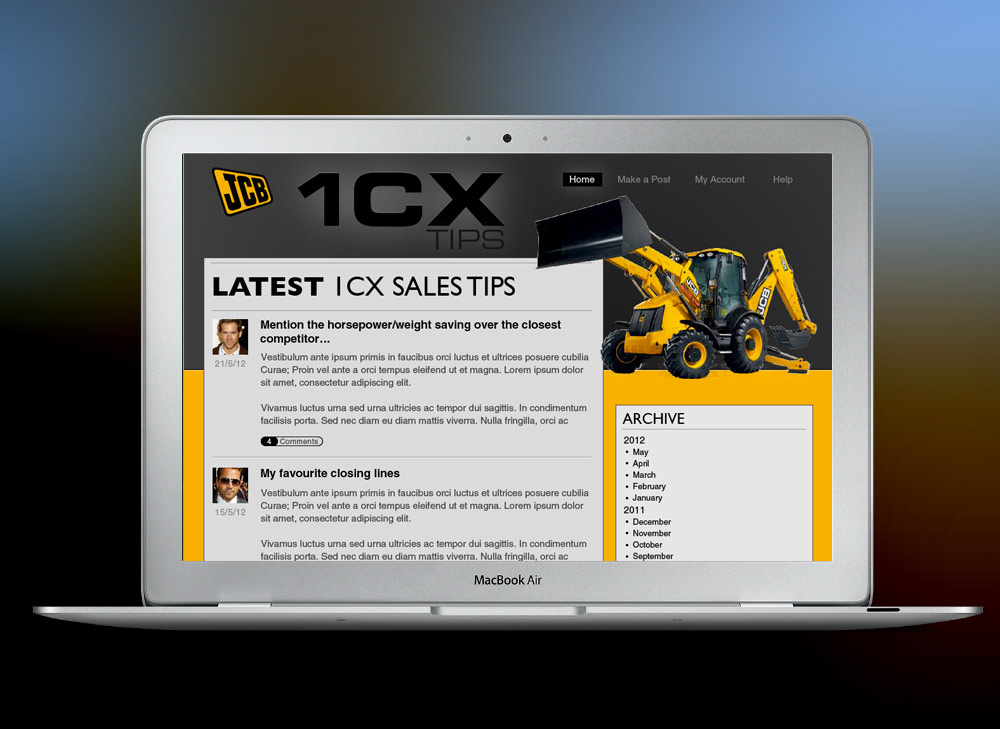 JCB
1CX
TIPS
Home
Make a Post
My Account
Help
LATEST 1CX SALES TIPS
Mention the horsepower/weight saving over the closest
competitor...
21/5/12
Vestibulum ante ipsum primis in faucibus orci luctus et ultrices posuere cubilia
Curae; Proin vel ante a orci tempus eleifend ut et magna. Lorem ipsum dolor
sit amet, consectetur adipiscing elit.
Vivamus luctus urna sed urna ultricies ac tempor dui sagittis. In condimentum
facilisis porta. Sed nec diam eu diam mattis viverra. Nulla fringilla, orci ac
4 Comments
My favourite closing lines
15/5/12
Vestibulum ante ipsum primis in faucibus orci luctus et ultrices posuere cubilia
Curae; Proin vel ante a orci tempus eleifend ut et magna. Lorem ipsum dolor
sit amet, consectetur adipiscing elit.
Vivamus luctus urna sed urna ultricies ac tempor dui sagittis. In condimentum
facilisis porta. Sed nec diam eu diam mattis viverra. Nulla fringilla, orci ac
JCB
ARCHIVE
2012
• May
• April
• March
• February
• January
2011
• December
• November
• October
• September
MacBook Air